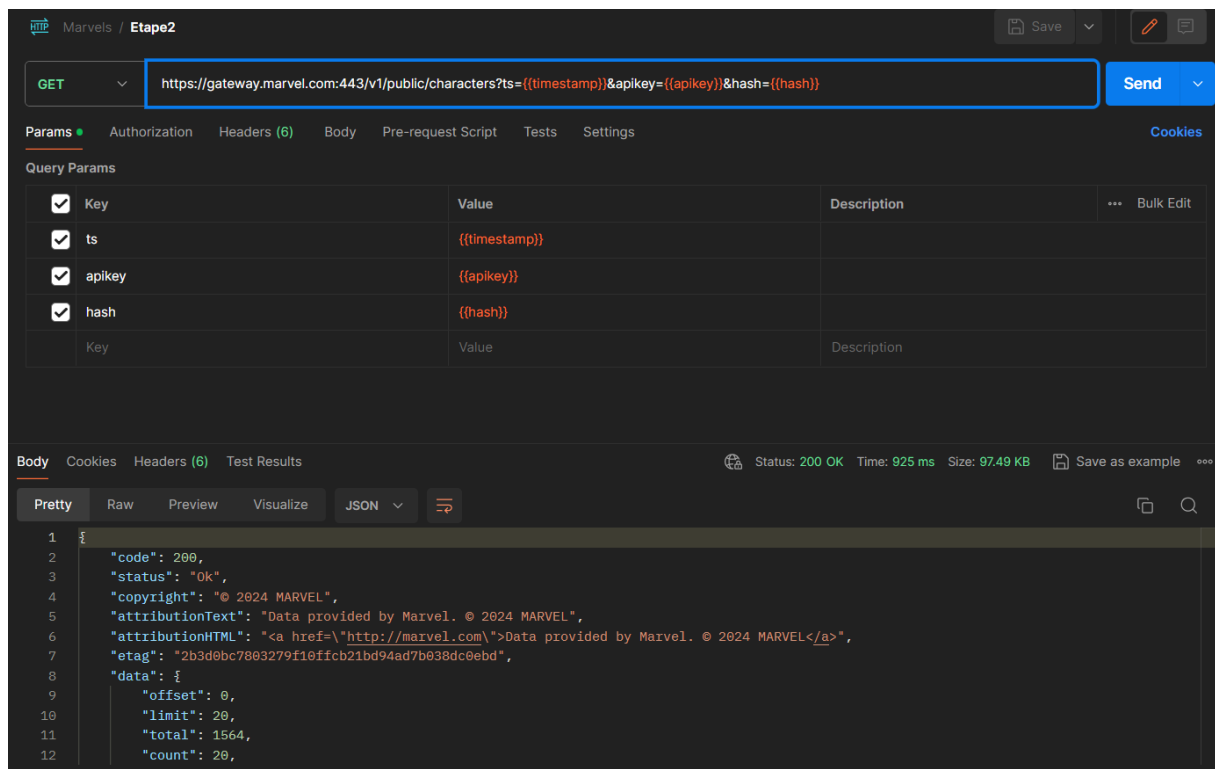 HTTP Marvels / Etape2 Save
GET https://gateway.marvel.com:443/v1/public/characters?ts={{timestamp}}&apikey={{apikey}}&hash={{hash}} Send
Params Authorization Headers (6) Body Pre-request Script Tests Settings Cookies
Query Params
Key Value Description ••• Bulk Edit
ts {{timestamp}}
apikey {{apikey}}
hash {{hash}}
Key Value Description
Body Cookies Headers (6) Test Results Status: 200 OK Time: 925 ms Size: 97.49 KB Save as example •••
Pretty Raw Preview Visualize JSON
1 {
2 "code": 200,
3 "status": "Ok",
4 "copyright": "© 2024 MARVEL",
5 "attributionText": "Data provided by Marvel. © 2024 MARVEL",
6 "attributionHTML": "<a href=\"http://marvel.com\">Data provided by Marvel. © 2024 MARVEL</a>",
7 "etag": "2b3d0bc7803279f10ffcb21bd94ad7b038dc0ebd",
8 "data": {
9 "offset": 0,
10 "limit": 20,
11 "total": 1564,
12 "count": 20,